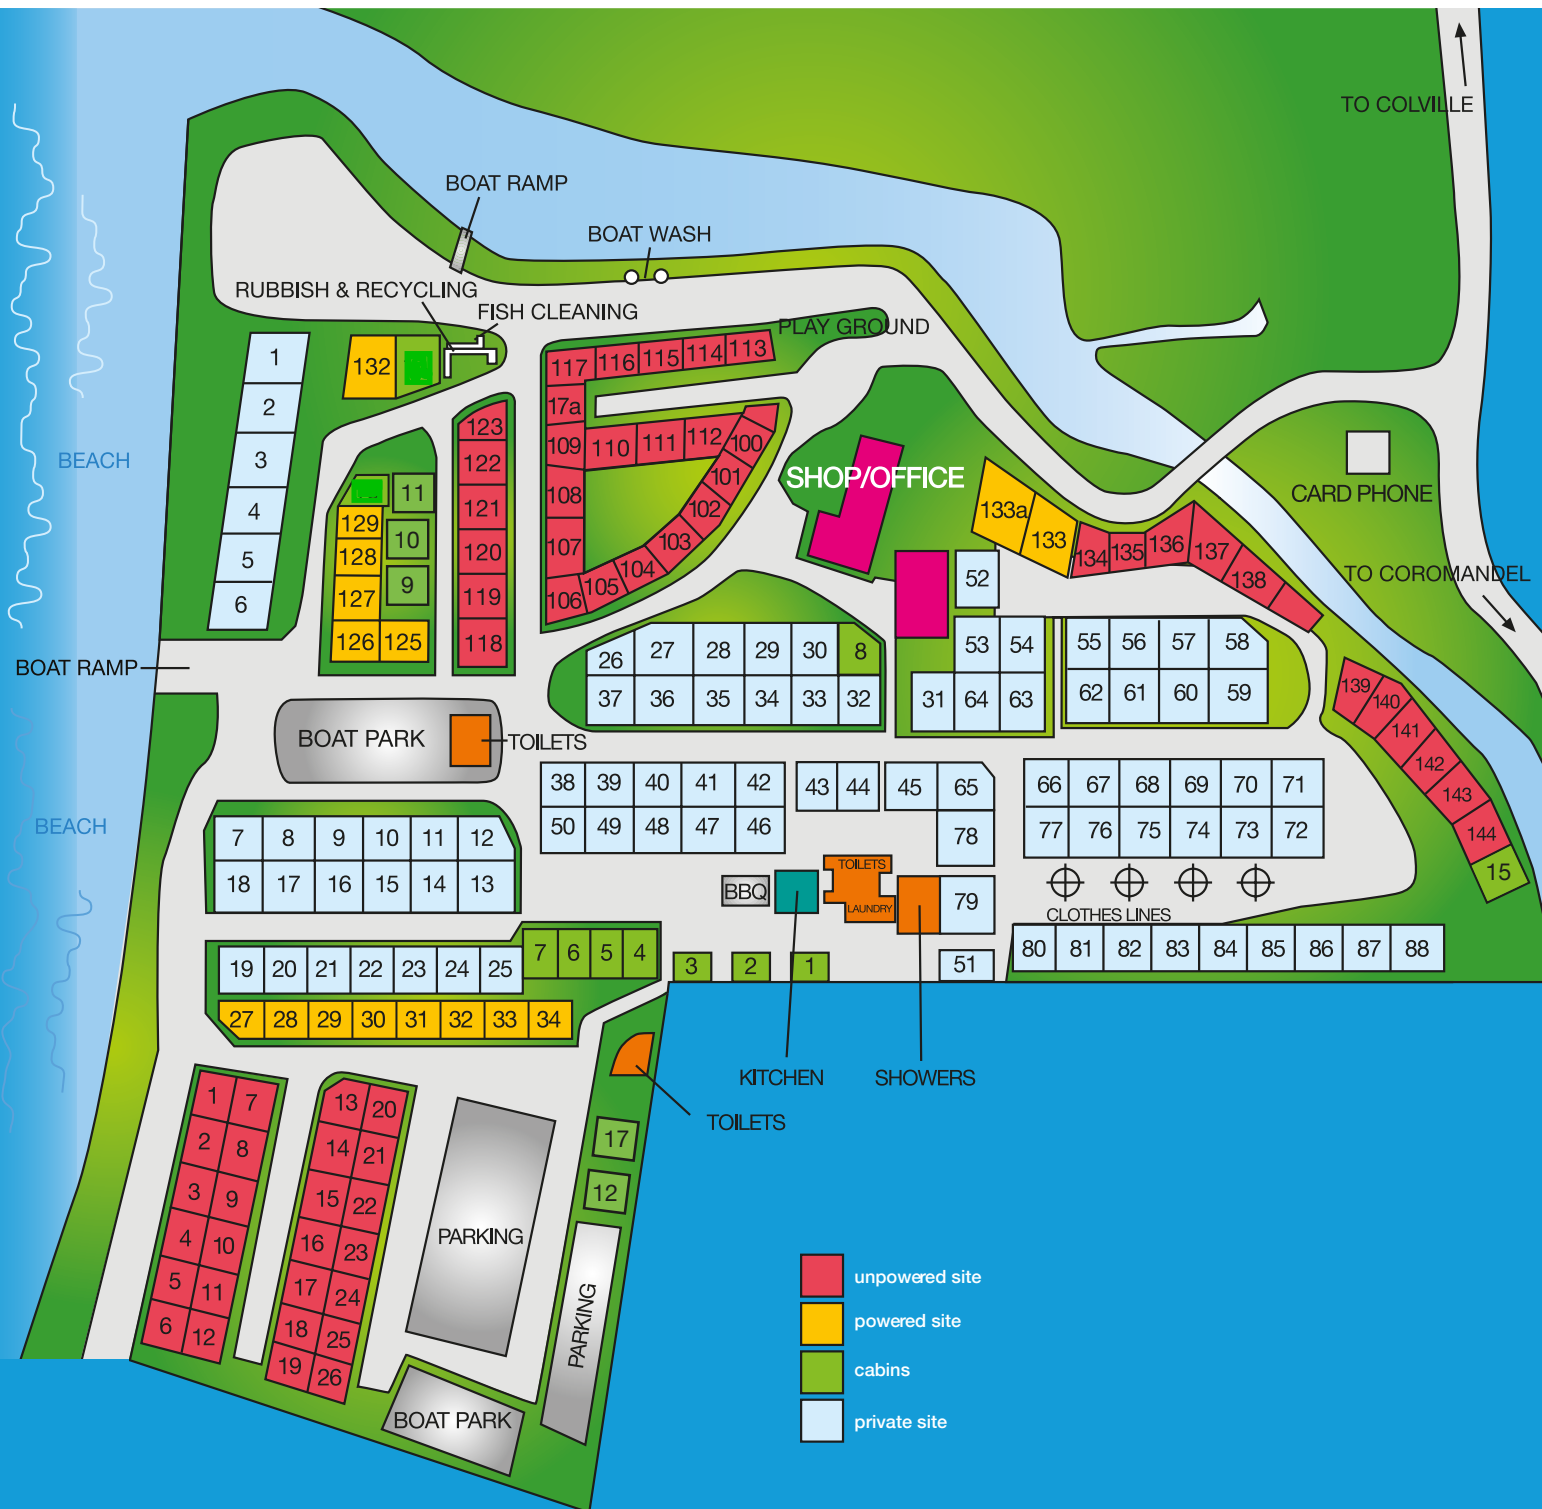 TO COLVILLE
BOAT RAMP
BOAT WASH
RUBBISH & RECYCLING
FISH CLEANING
PLAY GROUND
1
2
3
4
5
6
132
117 116 115 114 113
17a
109 110 111 112 100
108
107
106 105 104 103 102 101
123
122
121
120
119
118
11
10
9
129
128
127
126 125
BEACH
SHOP/OFFICE
CARD PHONE
133a 133 134 135 136 137 138
TO COROMANDEL
52
53 54
31 64 63
55 56 57 58
62 61 60 59
26 27 28 29 30 8
37 36 35 34 33 32
BOAT RAMP
BOAT PARK
TOILETS
139
140
141
142
143
144
15
38 39 40 41 42
50 49 48 47 46
43 44
45 65
78
66 67 68 69 70 71
77 76 75 74 73 72
BEACH
7 8 9 10 11 12
18 17 16 15 14 13
BBQ
TOILETS
LAUNDRY
79
CLOTHES LINES
19 20 21 22 23 24 25
7 6 5 4
3 2 1
51
80 81 82 83 84 85 86 87 88
27 28 29 30 31 32 33 34
KITCHEN
SHOWERS
TOILETS
1 7
2 8
3 9
4 10
5 11
6 12
13 20
14 21
15 22
16 23
17 24
18 25
19 26
17
12
PARKING
PARKING
BOAT PARK
unpowered site
powered site
cabins
private site